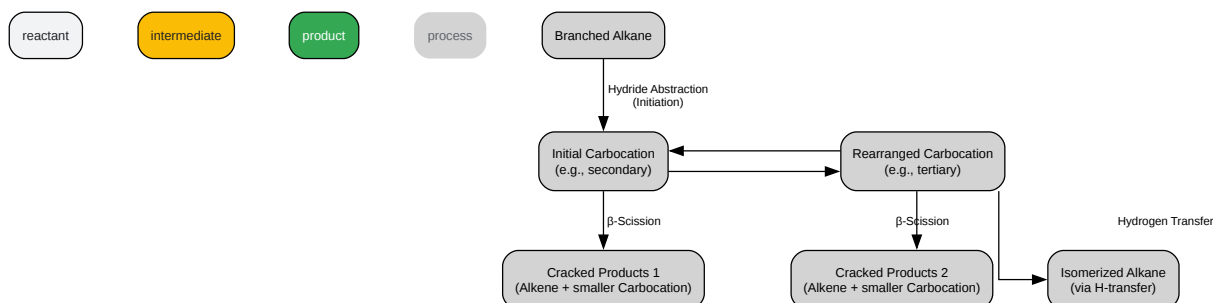 reactant
intermediate
product
process
Branched Alkane
Hydride Abstraction
(Initiation)
Initial Carbocation
(e.g., secondary)
Rearranged Carbocation
(e.g., tertiary)
β-Scission
β-Scission
Hydrogen Transfer
Cracked Products 1
(Alkene + smaller Carbocation)
Cracked Products 2
(Alkene + smaller Carbocation)
Isomerized Alkane
(via H-transfer)